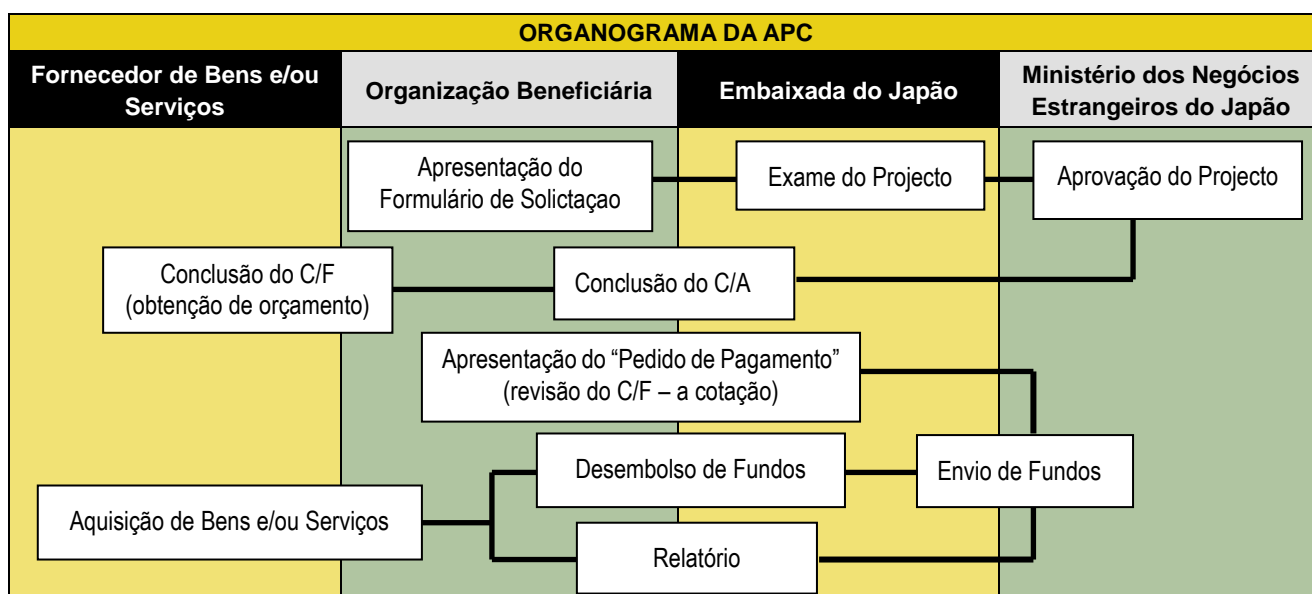 ORGANOGRAMA DA APC
Fornecedor de Bens e/ou
Serviços
Organização Beneficiária
Embaixada do Japão
Ministério dos Negócios
Estrangeiros do Japão
Apresentação do
Formulário de Solictaçao
Exame do Projecto
Aprovação do Projecto
Conclusão do C/F
(obtenção de orçamento)
Conclusão do C/A
Apresentação do “Pedido de Pagamento”
(revisão do C/F – a cotação)
Desembolso de Fundos
Envio de Fundos
Aquisição de Bens e/ou Serviços
Relatório